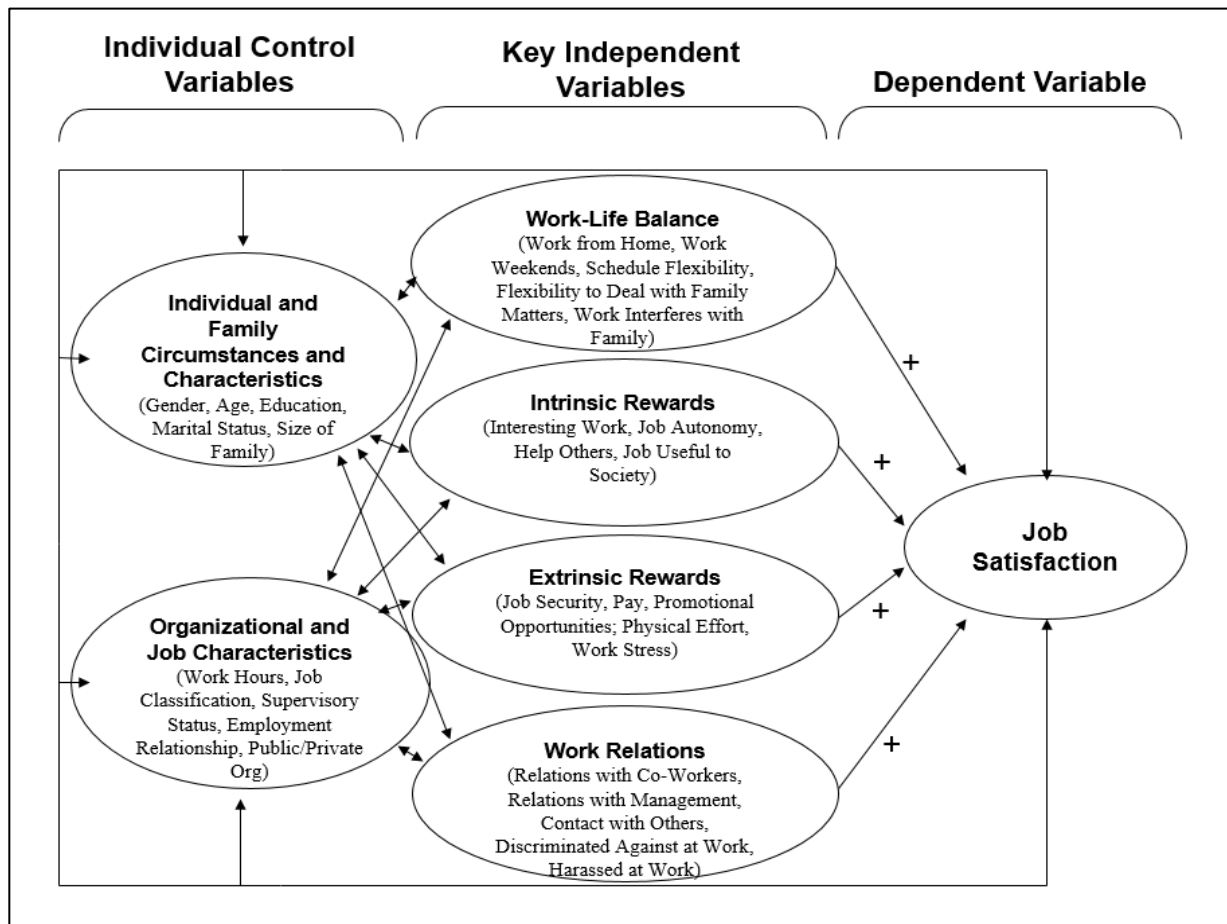 Individual Control
Variables
Key Independent
Variables
Dependent Variable
Individual and
Family
Circumstances and
Characteristics
(Gender, Age, Education,
Marital Status, Size of
Family)
Organizational and
Job Characteristics
(Work Hours, Job
Classification, Supervisory
Status, Employment
Relationship, Public/Private
Org)
Work-Life Balance
(Work from Home, Work
Weekends, Schedule Flexibility,
Flexibility to Deal with Family
Matters, Work Interferes with
Family)
Intrinsic Rewards
(Interesting Work, Job Autonomy,
Help Others, Job Useful to
Society)
Extrinsic Rewards
(Job Security, Pay, Promotional
Opportunities; Physical Effort,
Work Stress)
Work Relations
(Relations with Co-Workers,
Relations with Management,
Contact with Others,
Discriminated Against at Work,
Harassed at Work)
+
+
+
+
Job
Satisfaction